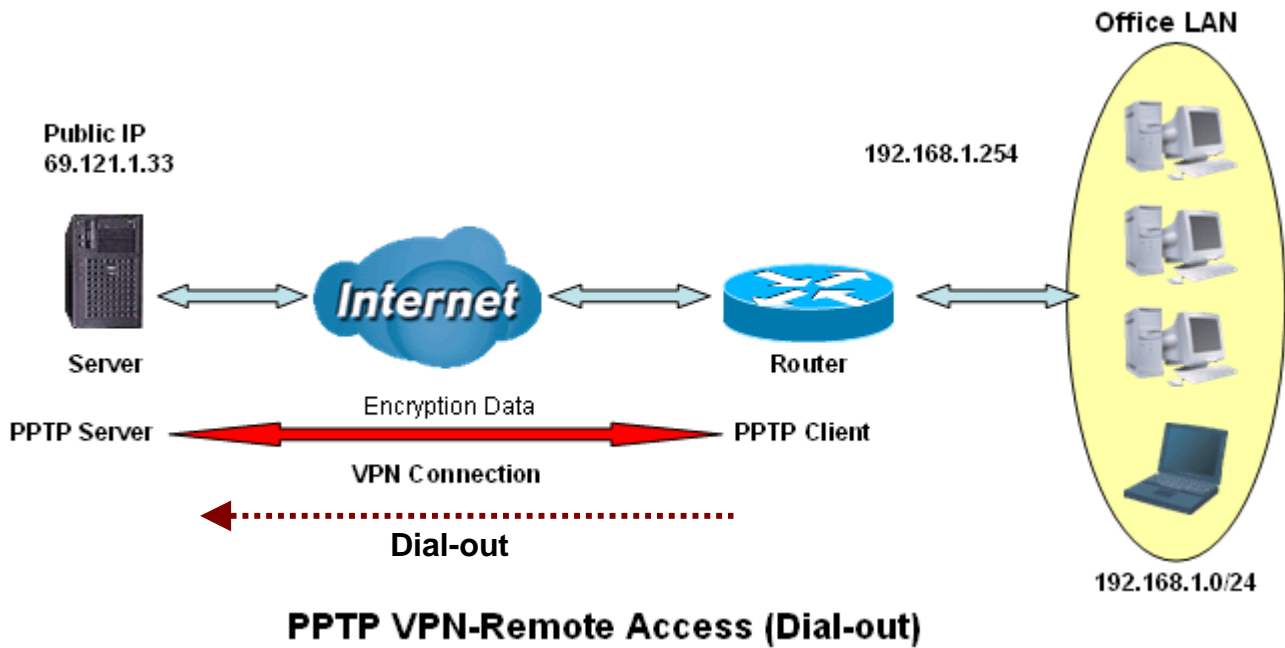 Office LAN
Public IP
69.121.1.33
192.168.1.254
Internet
Server
Router
Encryption Data
PPTP Server
PPTP Client
VPN Connection
Dial-out
192.168.1.0/24
PPTP VPN-Remote Access (Dial-out)